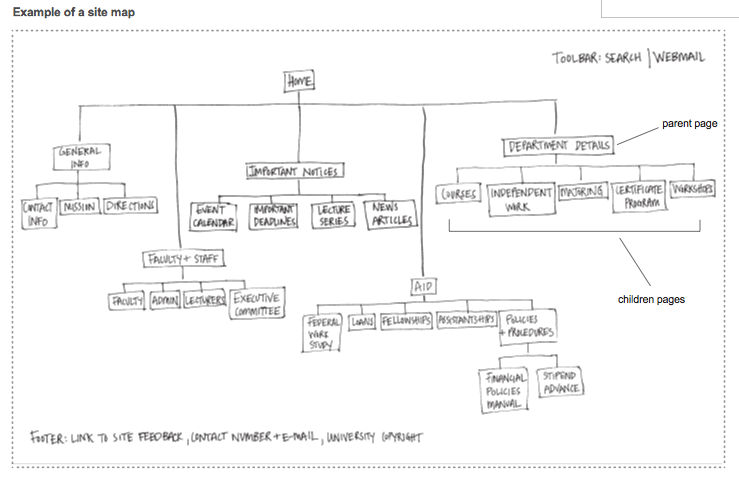 Example of a site map
TOOLBAR: SEARCH | WEBMAIL
HOME
parent page
GENERAL
INFO
DEPARTMENT DETAILS
IMPORTANT NOTICES
CONTACT
INFO
MISSION
DIRECTIONS
EVENT
CALENDAR
IMPORTANT
DEADLINES
LECTURE
SERIES
NEWS
ARTICLES
COURSES
INDEPENDENT
WORK
CERTIFICATE
PROGRAM
WORKSHOPS
FACULTY + STAFF
AID
children pages
FACULTY
ADMIN
LECTURERS
EXECUTIVE
COMMITTEE
FEDERAL
WORK
STUDY
LOANS
FELLOWSHIPS
ASSISTANTSHIPS
POLICIES
+ PROCEDURES
FINANCIAL
POLICIES
MANUAL
STIPEND
ADVANCE
FOOTER: LINK TO SITE FEEDBACK, CONTACT NUMBER + E-MAIL, UNIVERSITY COPYRIGHT